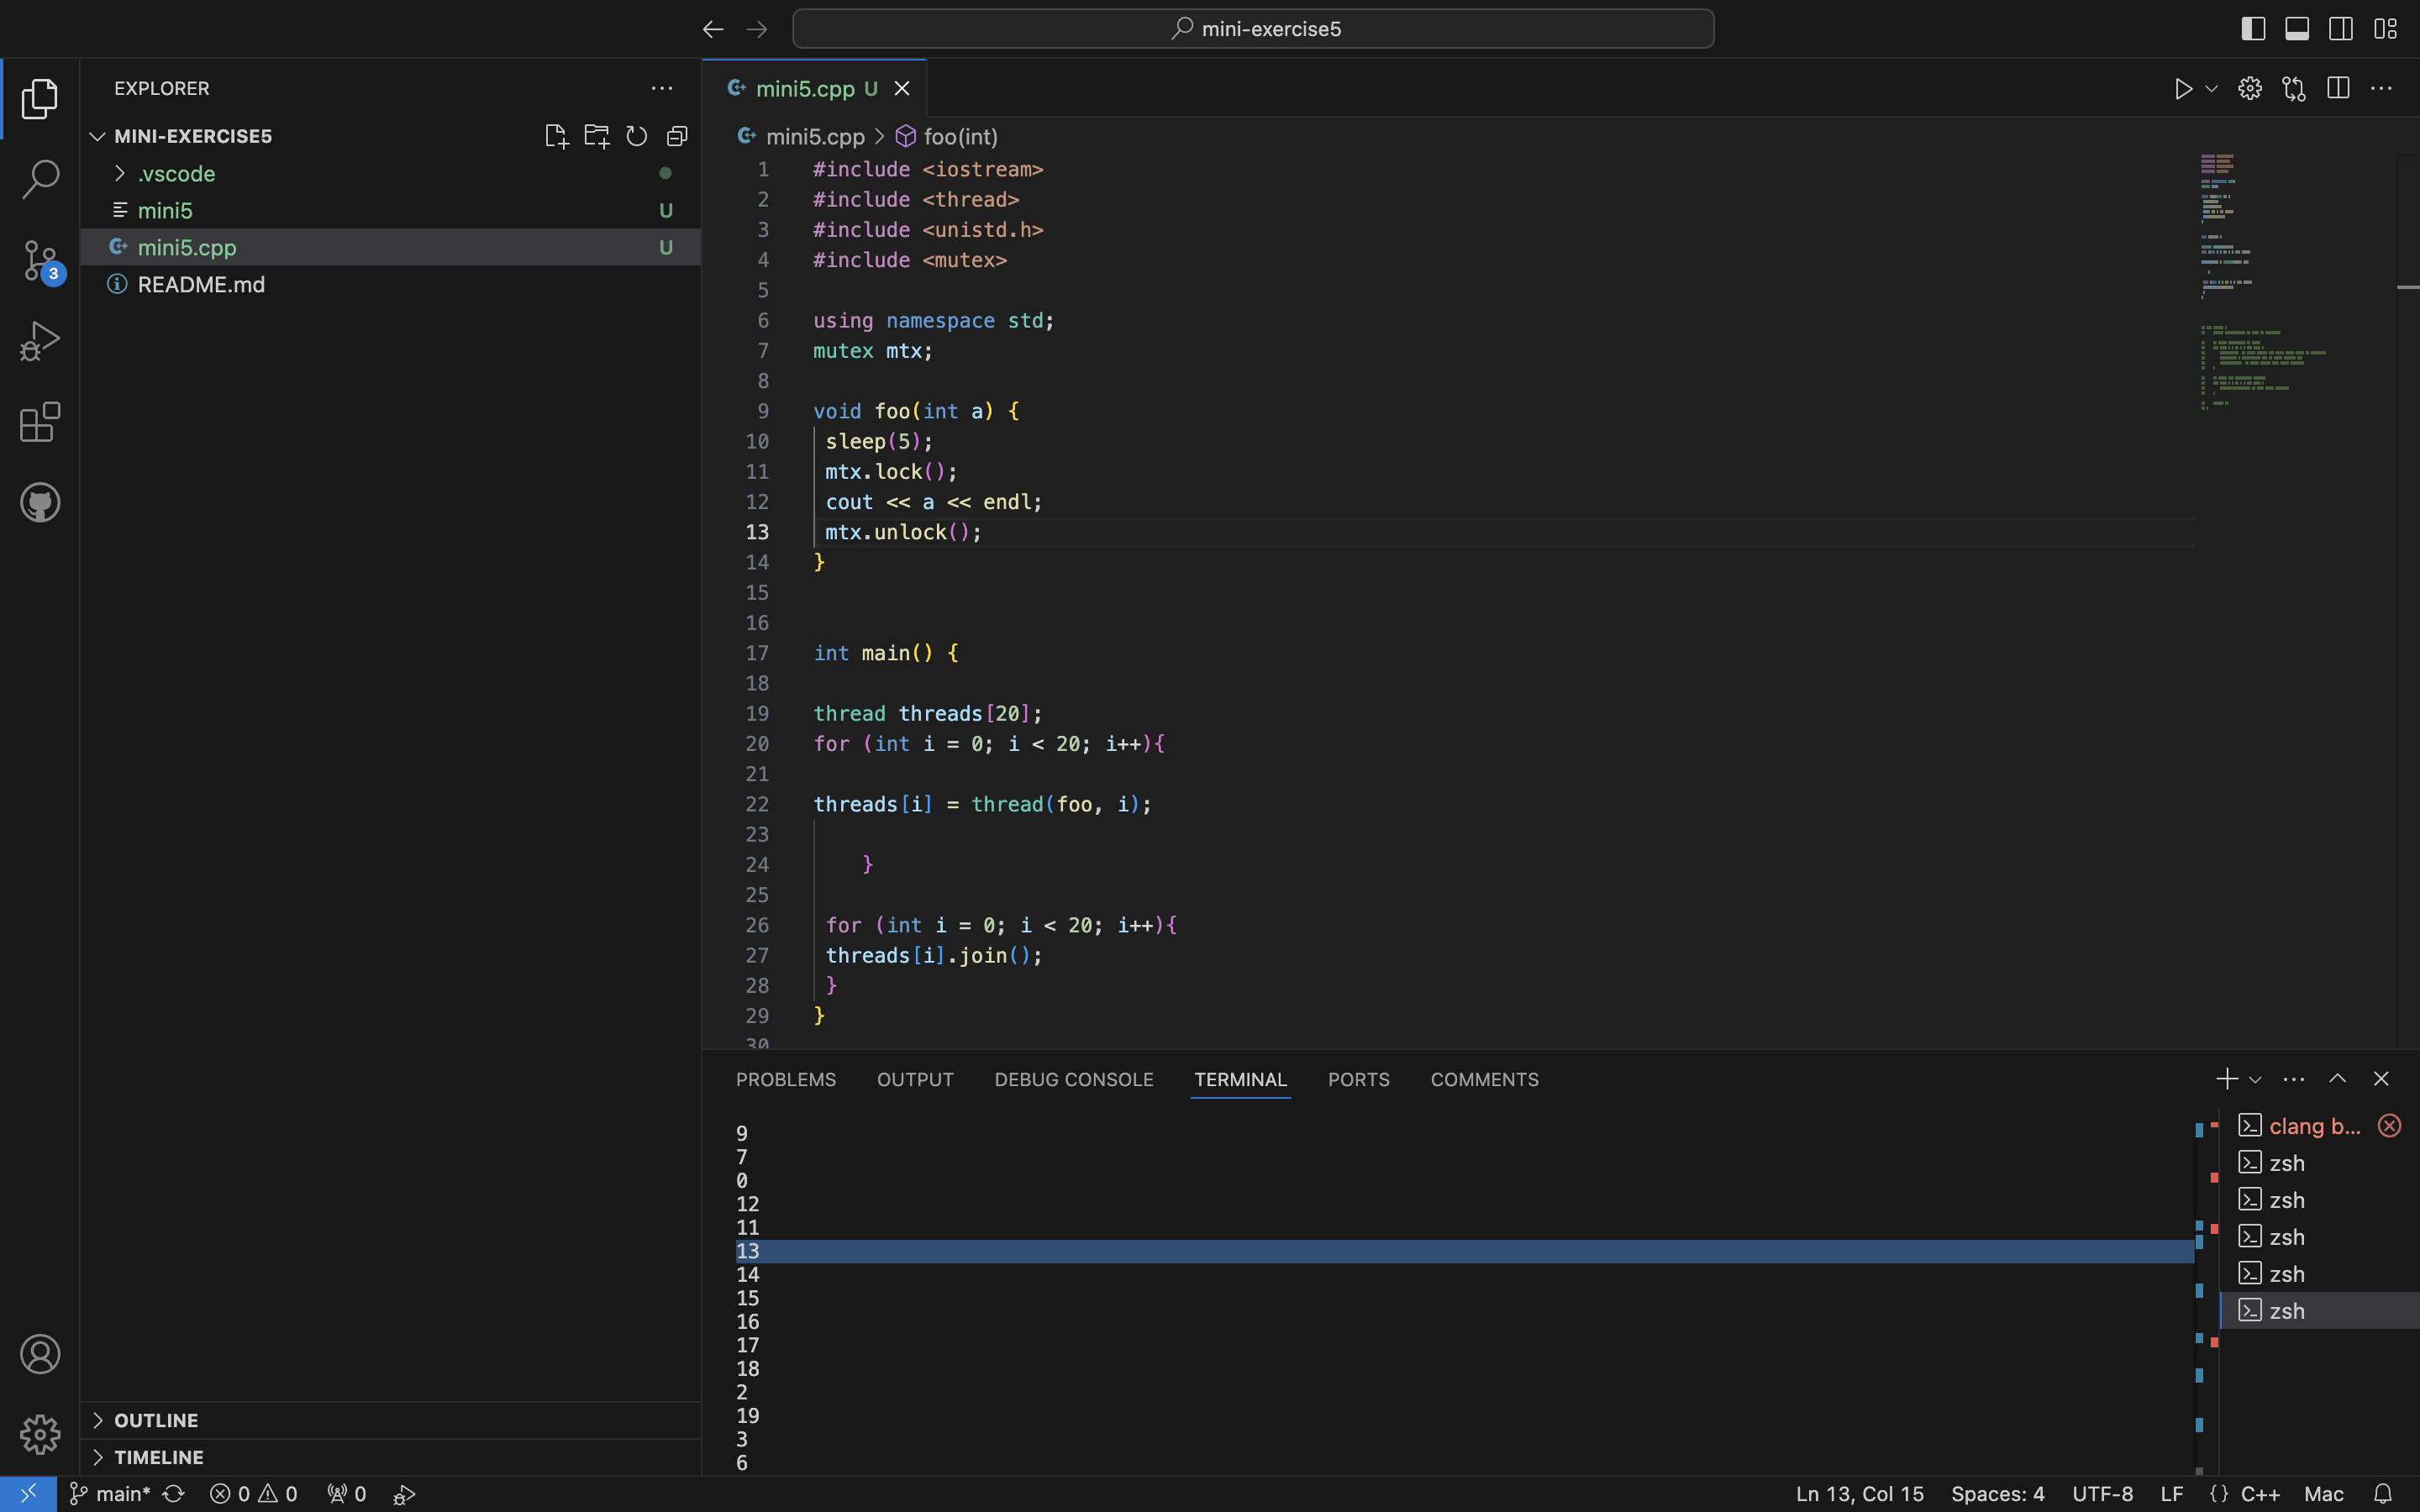 mini-exercise5
EXPLORER
MINI-EXERCISE5
.vscode
mini5 U
mini5.cpp U
README.md
3
OUTLINE
TIMELINE
mini5.cpp U
mini5.cpp > foo(int)
1 #include <iostream>
2 #include <thread>
3 #include <unistd.h>
4 #include <mutex>
5
6 using namespace std;
7 mutex mtx;
8
9 void foo(int a) {
10 sleep(5);
11 mtx.lock();
12 cout << a << endl;
13 mtx.unlock();
14 }
15
16
17 int main() {
18
19 thread threads[20];
20 for (int i = 0; i < 20; i++){
21
22 threads[i] = thread(foo, i);
23
24 }
25
26 for (int i = 0; i < 20; i++){
27 threads[i].join();
28 }
29 }
30
PROBLEMS OUTPUT DEBUG CONSOLE TERMINAL PORTS COMMENTS
9
7
0
12
11
13
14
15
16
17
18
2
19
3
6
clang b...
zsh
zsh
zsh
zsh
zsh
main* 0 0 0 Ln 13, Col 15 Spaces: 4 UTF-8 LF {} C++ Mac